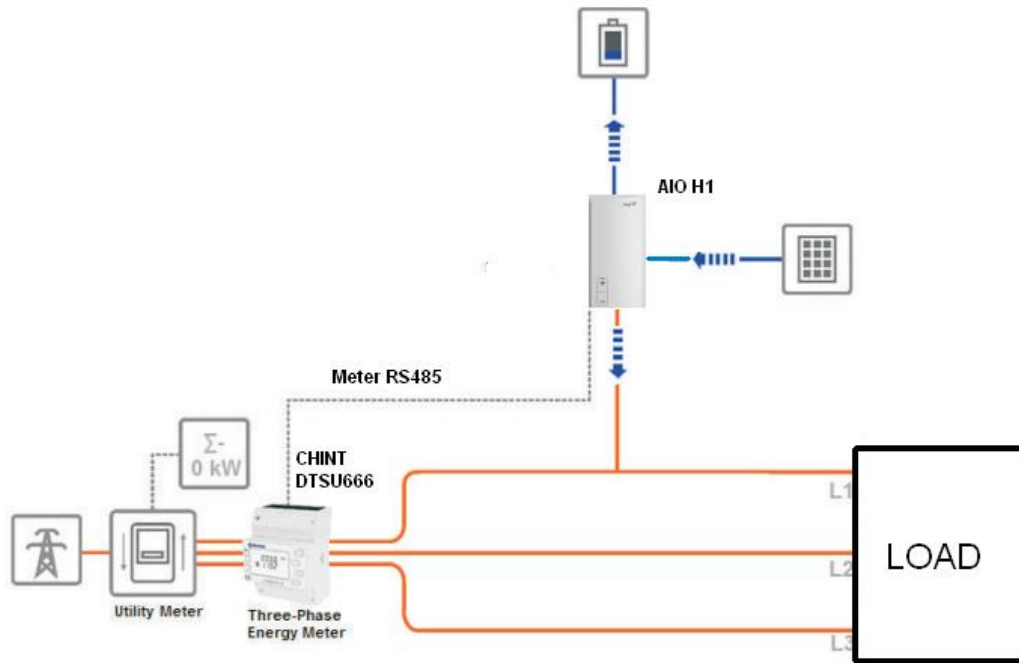 AIO H1
Meter RS485
Σ-
0 kW
CHINT
DTSU666
L1
L2
L3
LOAD
Utility Meter
Three-Phase
Energy Meter